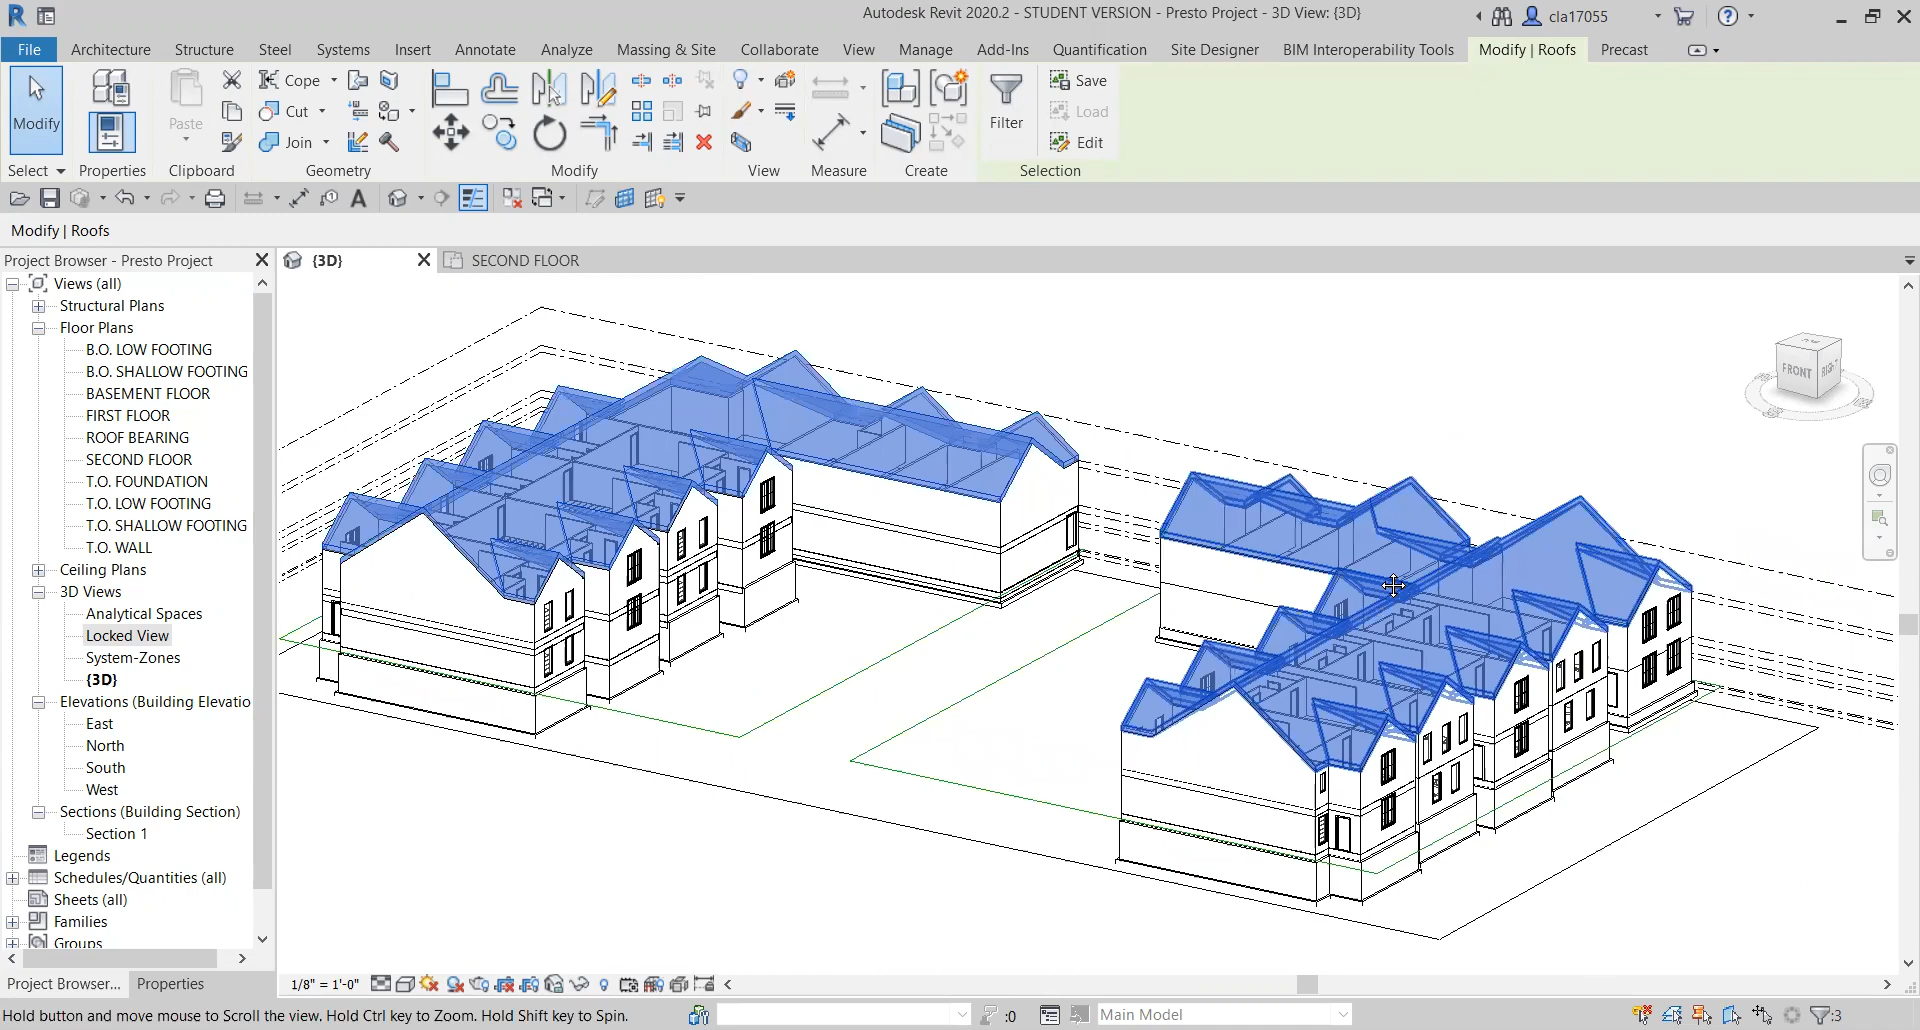 Autodesk Revit 2020.2 - STUDENT VERSION - Presto Project - 3D View: {3D}
cla17055
File Architecture Structure Steel Systems Insert Annotate Analyze Massing & Site Collaborate View Manage Add-Ins Quantification Site Designer BIM Interoperability Tools Modify | Roofs Precast
Modify
Paste
Cope
Cut
Join
Filter
Save
Load
Edit
Select Properties Clipboard Geometry Modify View Measure Create Selection
Modify | Roofs
Project Browser - Presto Project
{3D} SECOND FLOOR
Views (all)
Structural Plans
Floor Plans
B.O. LOW FOOTING
B.O. SHALLOW FOOTING
BASEMENT FLOOR
FIRST FLOOR
ROOF BEARING
SECOND FLOOR
T.O. FOUNDATION
T.O. LOW FOOTING
T.O. SHALLOW FOOTING
T.O. WALL
Ceiling Plans
3D Views
Analytical Spaces
Locked View
System-Zones
{3D}
Elevations (Building Elevatio
East
North
South
West
Sections (Building Section)
Section 1
Legends
Schedules/Quantities (all)
Sheets (all)
Families
Groups
FRONT
Project Browser... Properties
1/8" = 1'-0"
Hold button and move mouse to Scroll the view. Hold Ctrl key to Zoom. Hold Shift key to Spin.
:0
Main Model
:3